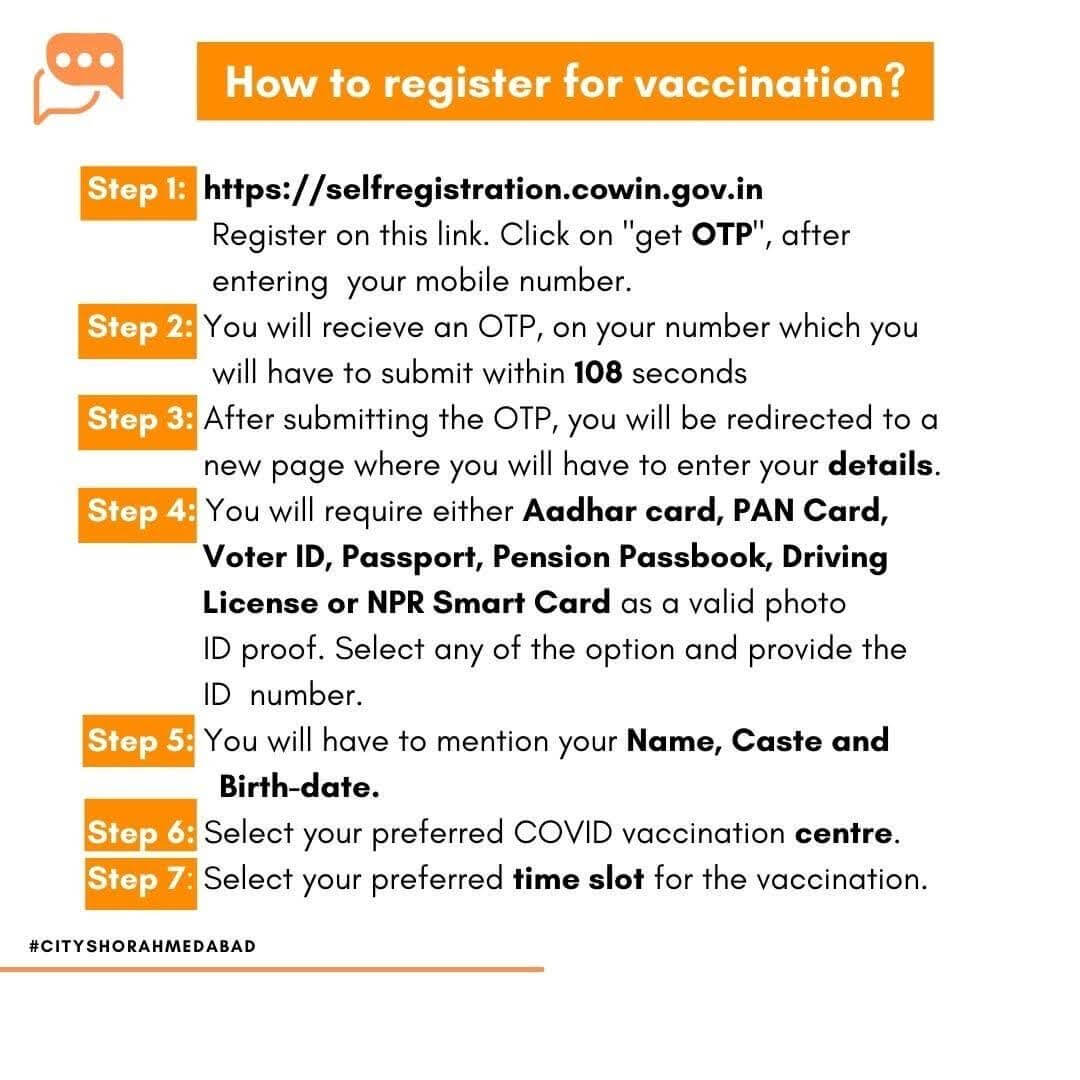 How to register for vaccination?
Step 1: https://selfregistration.cowin.gov.in
Register on this link. Click on "get OTP", after
entering your mobile number.
Step 2: You will recieve an OTP, on your number which you
will have to submit within 108 seconds
Step 3: After submitting the OTP, you will be redirected to a
new page where you will have to enter your details.
Step 4: You will require either Aadhar card, PAN Card,
Voter ID, Passport, Pension Passbook, Driving
License or NPR Smart Card as a valid photo
ID proof. Select any of the option and provide the
ID number.
Step 5: You will have to mention your Name, Caste and
Birth-date.
Step 6: Select your preferred COVID vaccination centre.
Step 7: Select your preferred time slot for the vaccination.
#CITYSHORAHMEDABAD